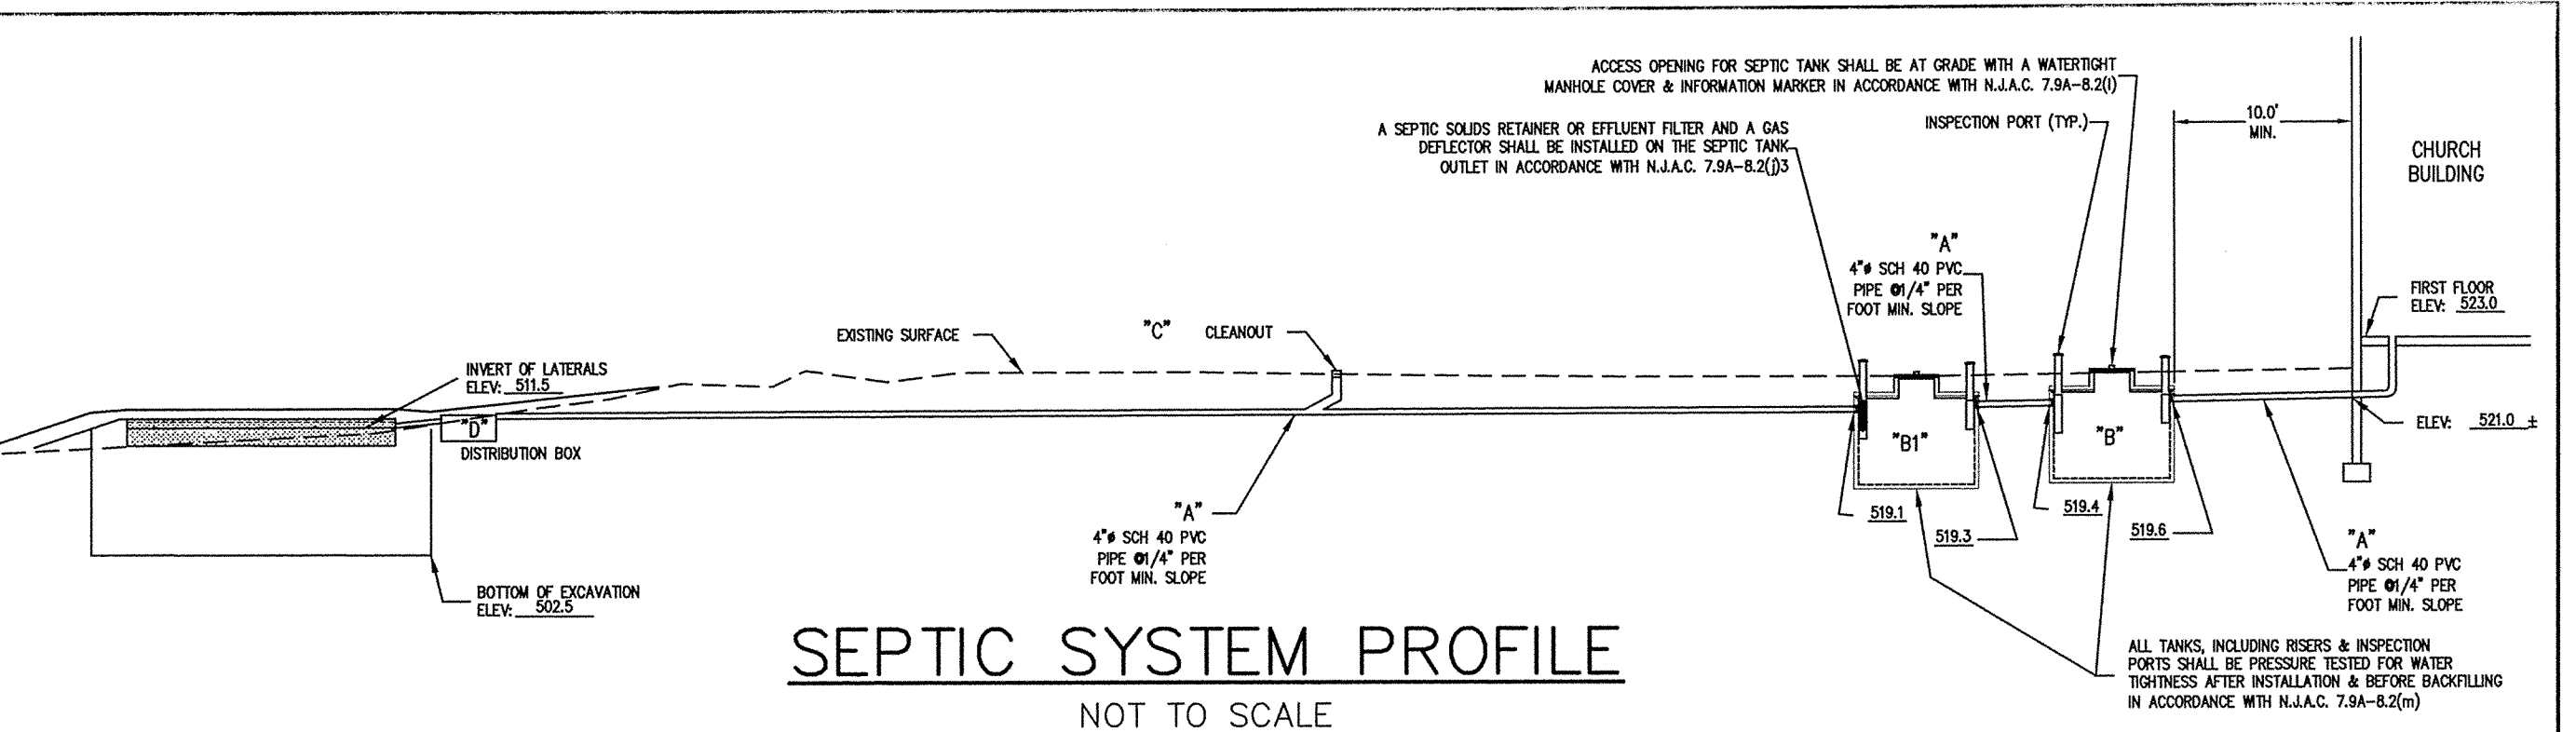 ACCESS OPENING FOR SEPTIC TANK SHALL BE AT GRADE WITH A WATERTIGHT
MANHOLE COVER & INFORMATION MARKER IN ACCORDANCE WITH N.J.A.C. 7.9A-8.2(l)
A SEPTIC SOLIDS RETAINER OR EFFLUENT FILTER AND A GAS
DEFLECTOR SHALL BE INSTALLED ON THE SEPTIC TANK
OUTLET IN ACCORDANCE WITH N.J.A.C. 7.9A-8.2(j)3
INSPECTION PORT (TYP.)
10.0'
MIN.
CHURCH
BUILDING
"A"
4"ø SCH 40 PVC
PIPE @1/4" PER
FOOT MIN. SLOPE
FIRST FLOOR
ELEV: 523.0
EXISTING SURFACE
"C" CLEANOUT
INVERT OF LATERALS
ELEV: 511.5
"D"
DISTRIBUTION BOX
"B1"
"B"
ELEV: 521.0 ±
519.1
519.3
519.4
519.6
"A"
4"ø SCH 40 PVC
PIPE @1/4" PER
FOOT MIN. SLOPE
"A"
4"ø SCH 40 PVC
PIPE @1/4" PER
FOOT MIN. SLOPE
BOTTOM OF EXCAVATION
ELEV: 502.5
ALL TANKS, INCLUDING RISERS & INSPECTION
PORTS SHALL BE PRESSURE TESTED FOR WATER
TIGHTNESS AFTER INSTALLATION & BEFORE BACKFILLING
IN ACCORDANCE WITH N.J.A.C. 7.9A-8.2(m)
SEPTIC SYSTEM PROFILE
NOT TO SCALE